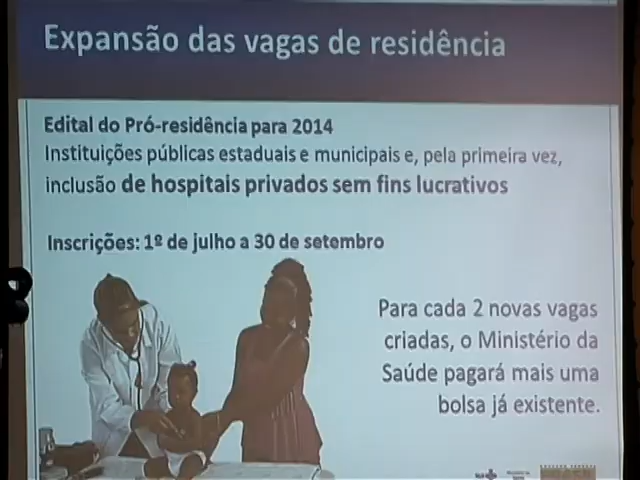 Expansão das vagas de residência
Edital do Pró-residência para 2014
Instituições públicas estaduais e municipais e, pela primeira vez,
inclusão de hospitais privados sem fins lucrativos
Inscrições: 1º de julho a 30 de setembro
Para cada 2 novas vagas
criadas, o Ministério da
Saúde pagará mais uma
bolsa já existente.